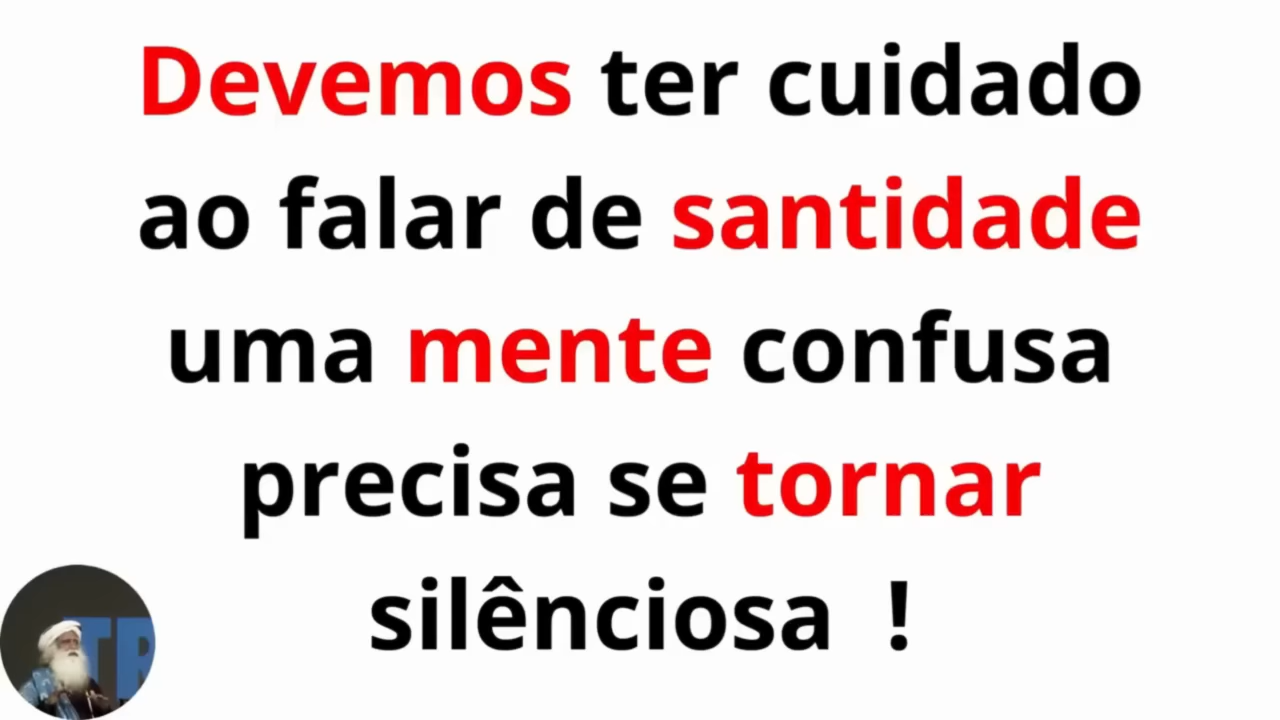 Devemos ter cuidado
ao falar de santidade
uma mente confusa
precisa se tornar
silênciosa !